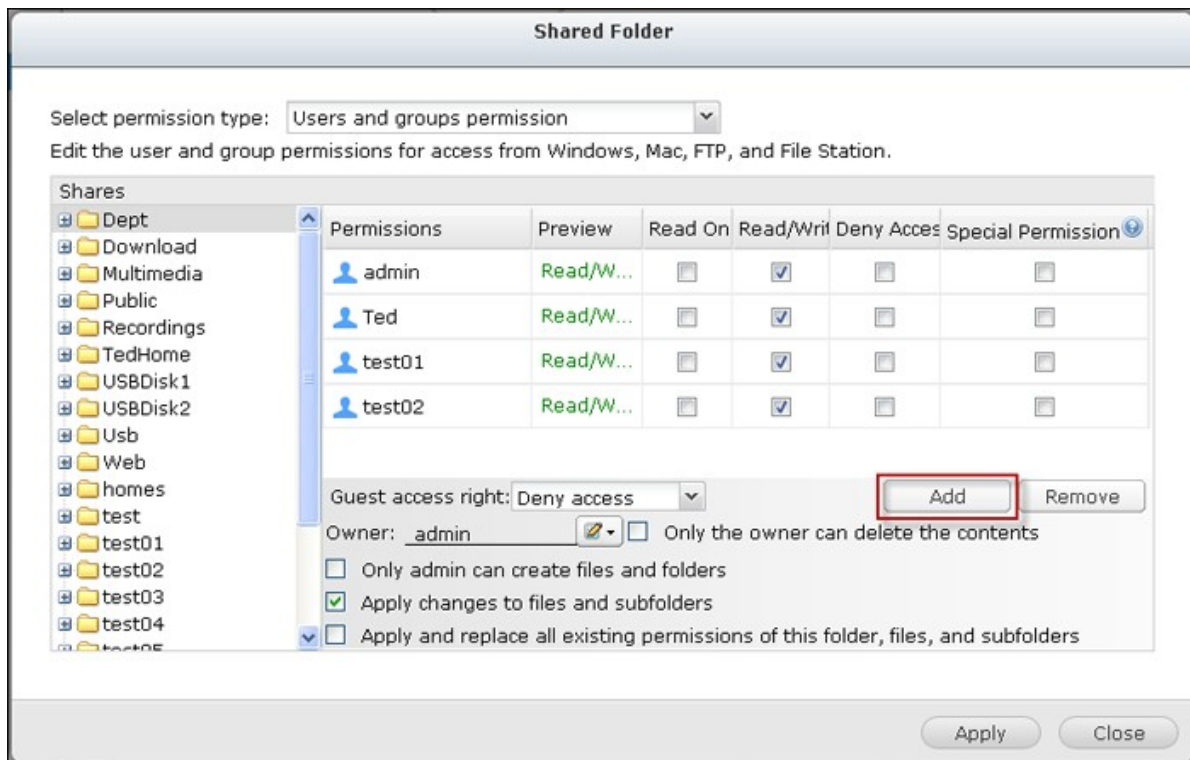 Shared Folder
Select permission type: Users and groups permission
Edit the user and group permissions for access from Windows, Mac, FTP, and File Station.
Shares
Dept
Download
Multimedia
Public
Recordings
TedHome
USBDisk1
USBDisk2
Usb
Web
homes
test
test01
test02
test03
test04
test05
Permissions Preview Read On Read/Writ Deny Acces Special Permission
admin Read/W...
Ted Read/W...
test01 Read/W...
test02 Read/W...
Guest access right: Deny access Add Remove
Owner: admin Only the owner can delete the contents
Only admin can create files and folders
Apply changes to files and subfolders
Apply and replace all existing permissions of this folder, files, and subfolders
Apply Close